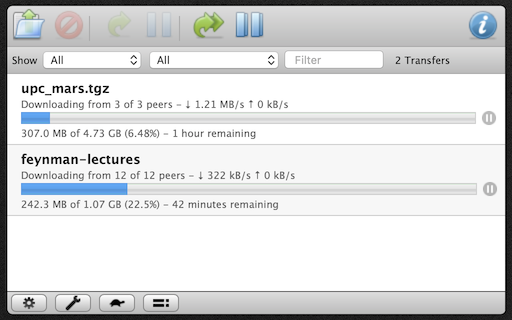 Show All All Filter 2 Transfers
upc_mars.tgz
Downloading from 3 of 3 peers – ↓ 1.21 MB/s ↑ 0 kB/s
307.0 MB of 4.73 GB (6.48%) – 1 hour remaining
feynman-lectures
Downloading from 12 of 12 peers – ↓ 322 kB/s ↑ 0 kB/s
242.3 MB of 1.07 GB (22.5%) – 42 minutes remaining